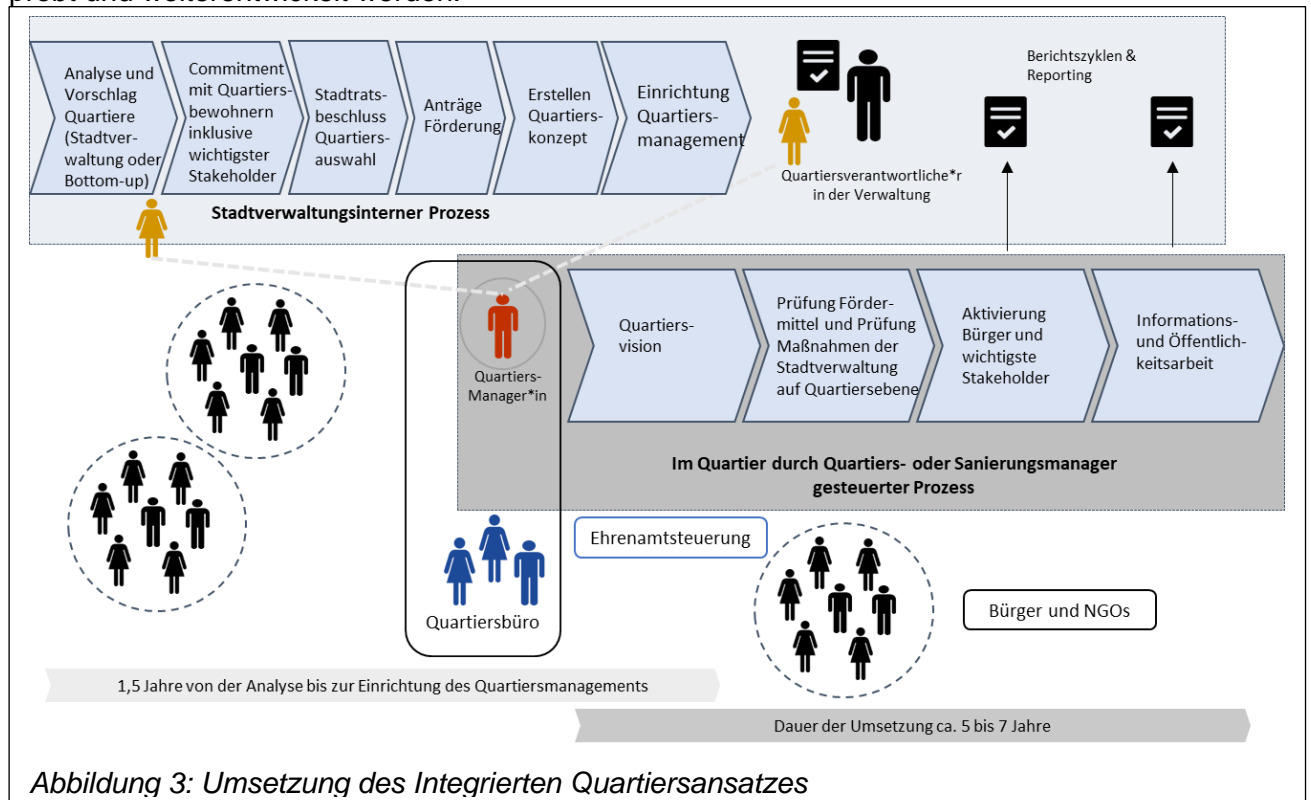 probt und weiterentwickelt werden.
Analyse und
Vorschlag
Quartiere
(Stadtver-
waltung oder
Bottom-up)
Commitment
mit Quartiers-
bewohnern
inklusive
wichtigster
Stakeholder
Stadtrats-
beschluss
Quartiers-
auswahl
Anträge
Förderung
Erstellen
Quartiers-
konzept
Einrichtung
Quartiers-
management
Berichtszyklen &
Reporting
Quartiersverantwortliche*r
in der Verwaltung
Stadtverwaltungsinterner Prozess
Quartiers-
Manager*in
Quartiers-
vision
Prüfung Förder-
mittel und Prüfung
Maßnahmen der
Stadtverwaltung
auf Quartiersebene
Aktivierung
Bürger und
wichtigste
Stakeholder
Informations-
und Öffentlich-
keitsarbeit
Im Quartier durch Quartiers- oder Sanierungsmanager
gesteuerter Prozess
Ehrenamtsteuerung
Quartiersbüro
Bürger und NGOs
1,5 Jahre von der Analyse bis zur Einrichtung des Quartiersmanagements
Dauer der Umsetzung ca. 5 bis 7 Jahre
Abbildung 3: Umsetzung des Integrierten Quartiersansatzes